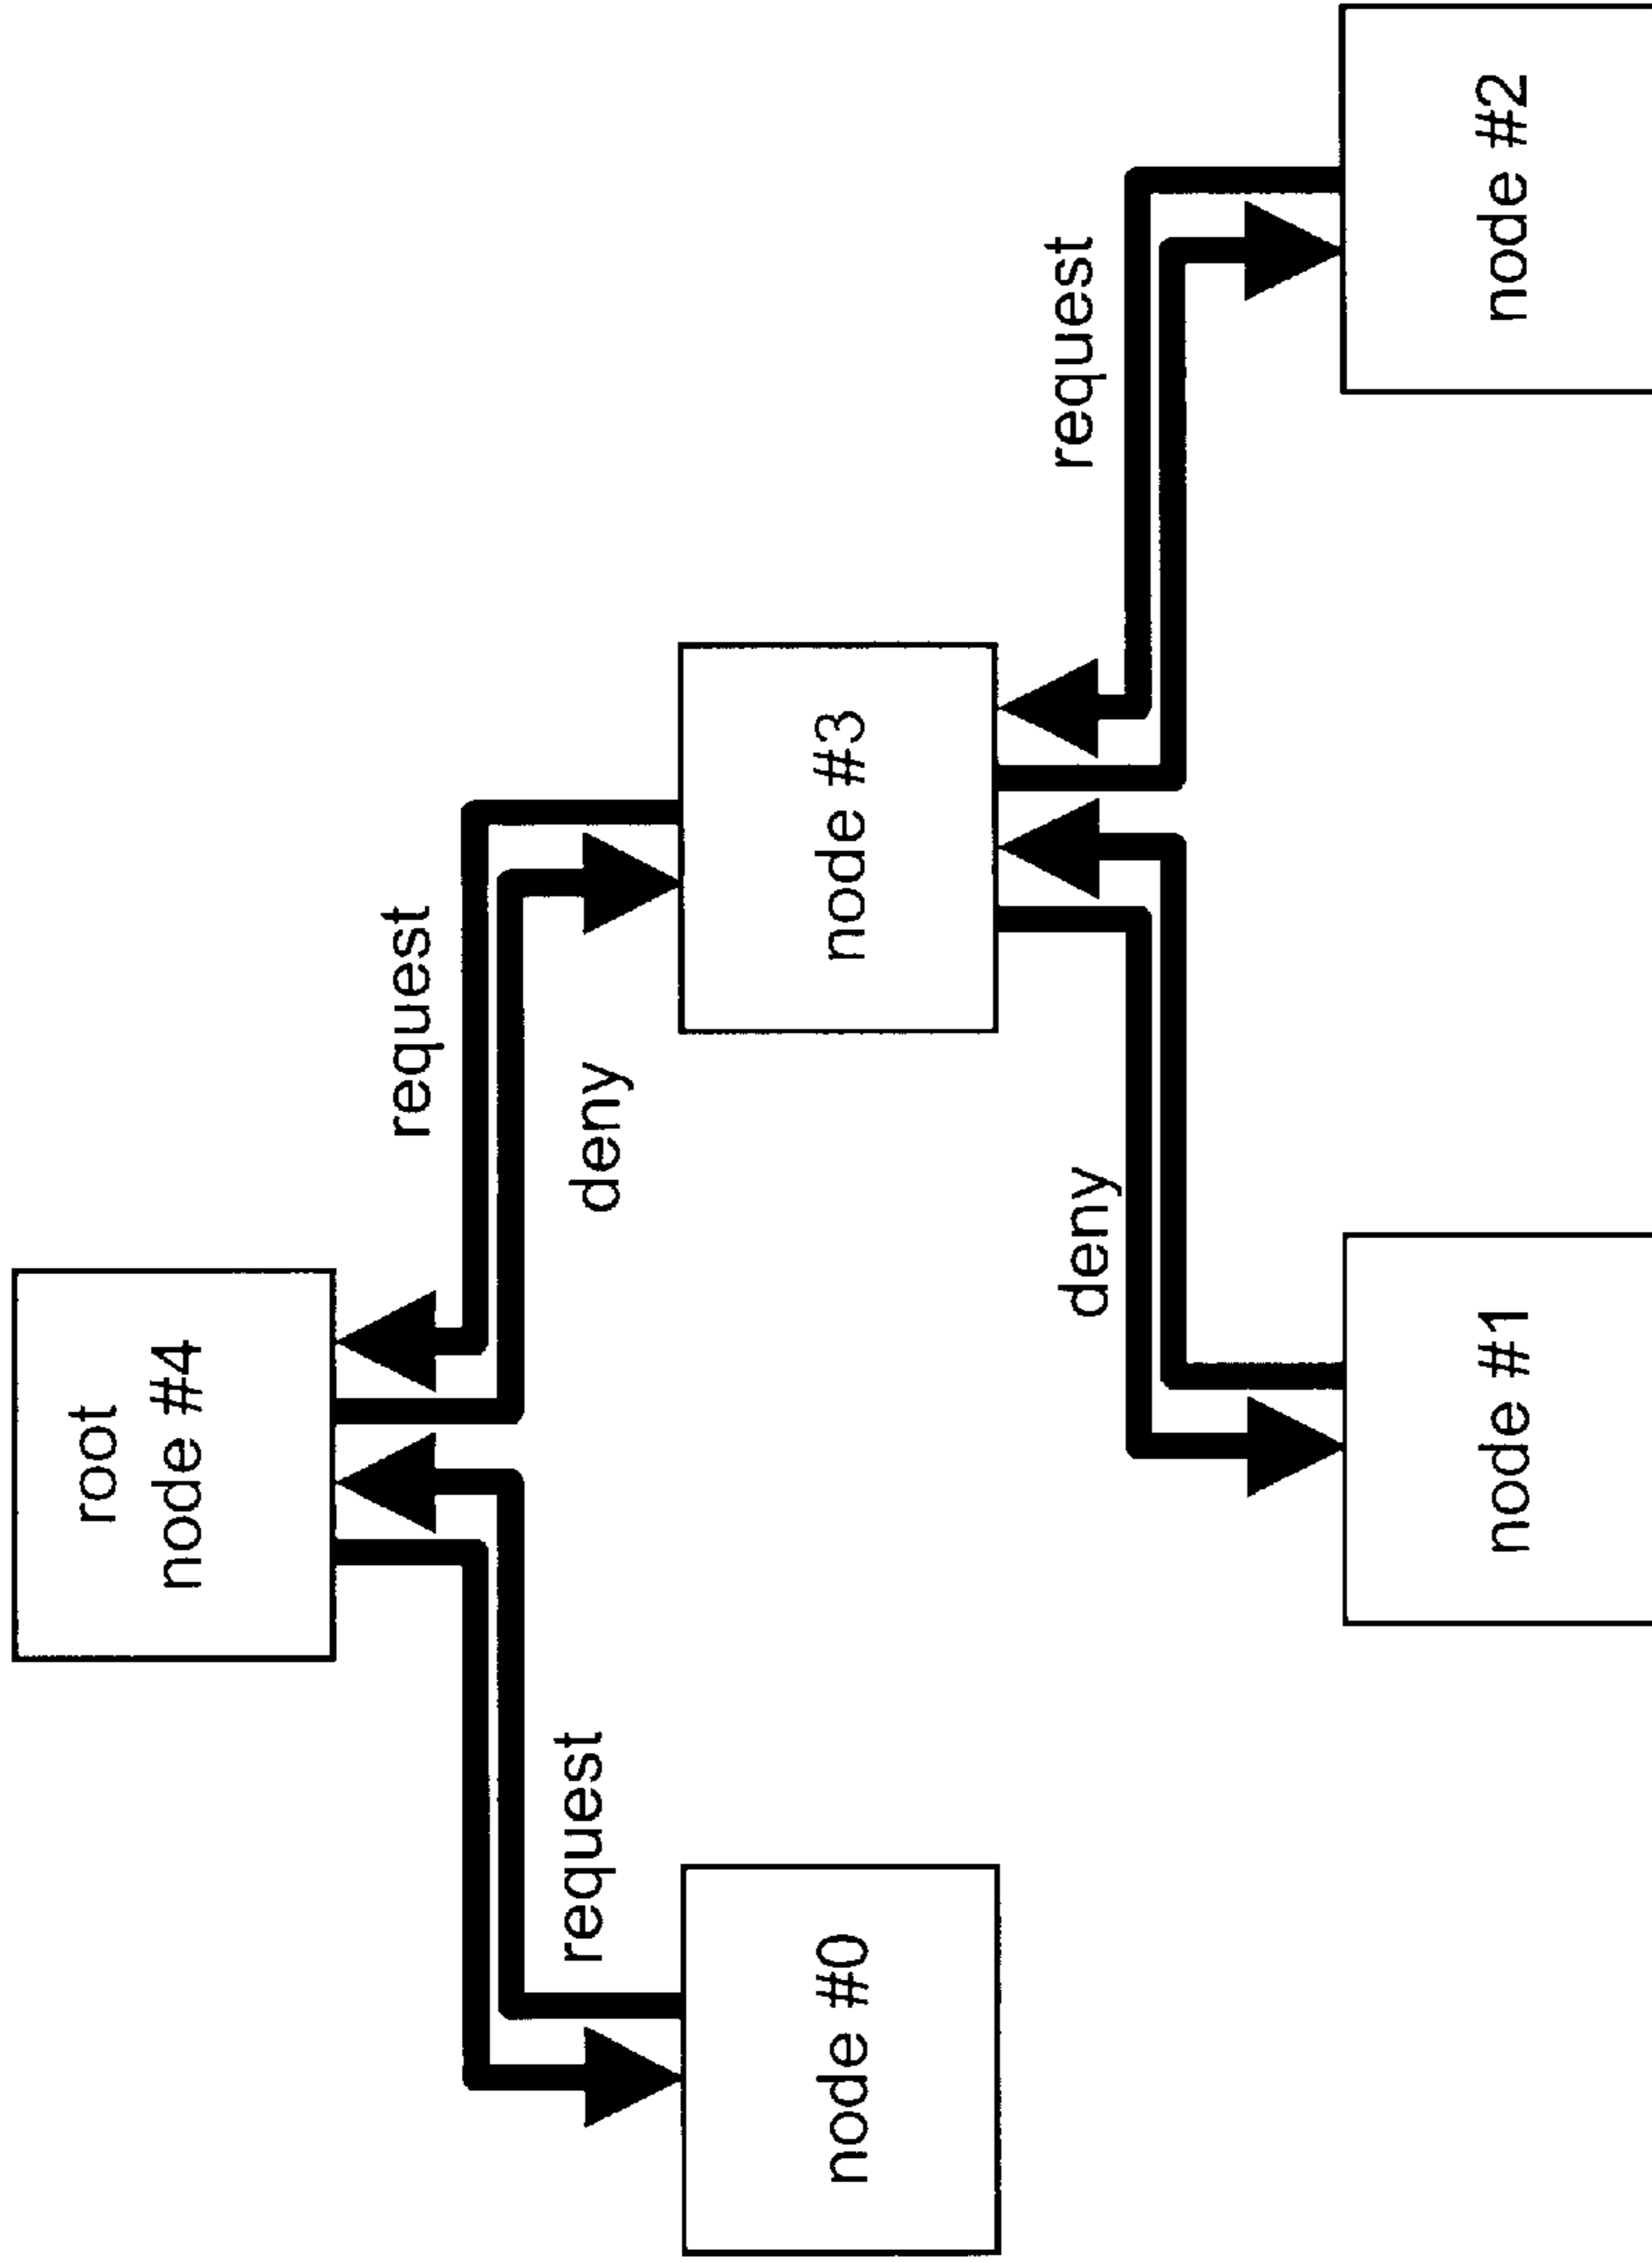 root
node #4
request
request
deny
node #0
node #3
request
deny
node #1
node #2